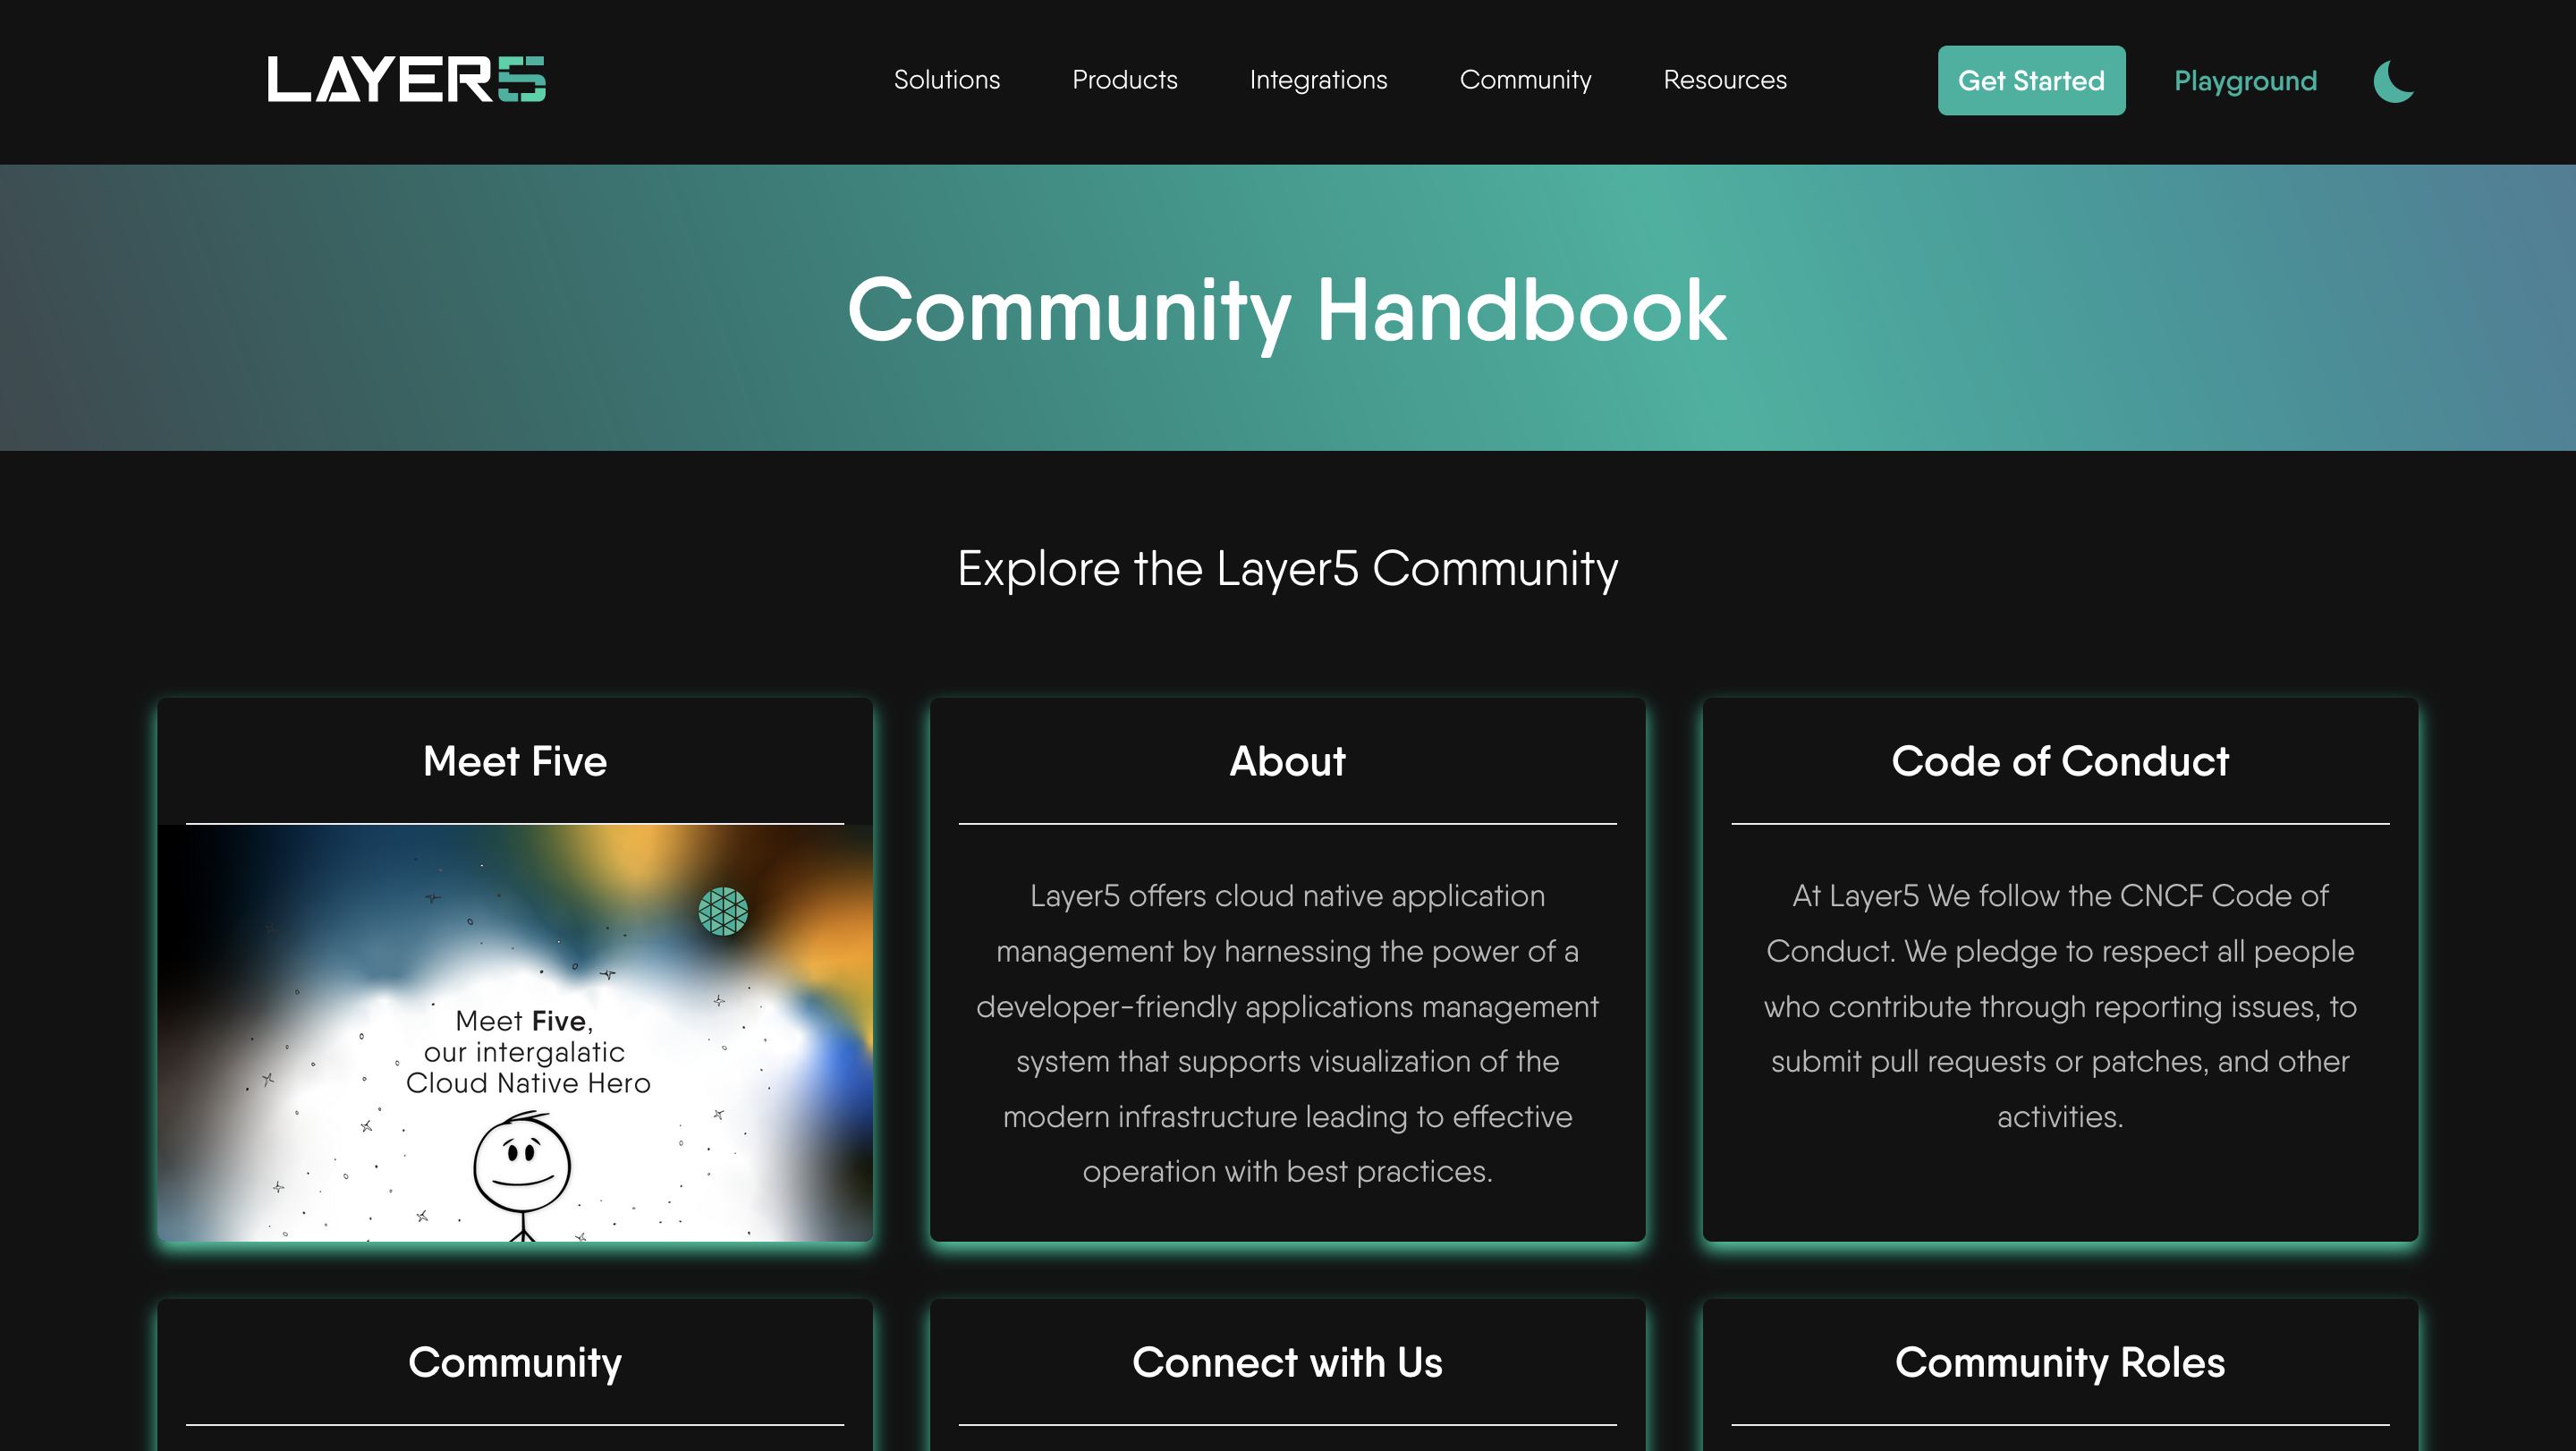 LAYER5
Solutions
Products
Integrations
Community
Resources
Get Started
Playground
Community Handbook
Explore the Layer5 Community
Meet Five
Meet Five,
our intergalatic
Cloud Native Hero
About
Layer5 offers cloud native application
management by harnessing the power of a
developer-friendly applications management
system that supports visualization of the
modern infrastructure leading to effective
operation with best practices.
Code of Conduct
At Layer5 We follow the CNCF Code of
Conduct. We pledge to respect all people
who contribute through reporting issues, to
submit pull requests or patches, and other
activities.
Community
Connect with Us
Community Roles